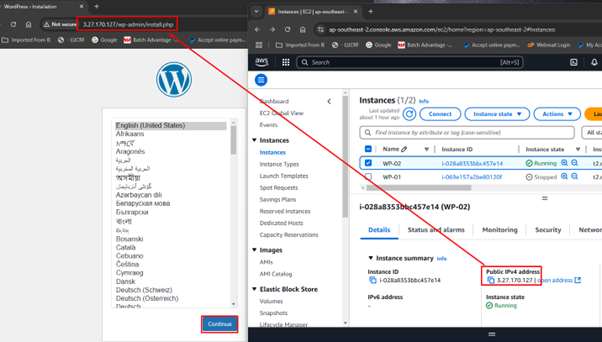 WordPress › Installation
Not secure 3.27.170.127/wp-admin/install.php
Imported From IE
LUCRF
Google
Batch Advantage -...
Accept online paym...
English (United States)
Afrikaans
አማርኛ
Aragonés
العربية
العربية المغربية
অসমীয়া
گؤنئی آذربایجان
Azərbaycan dili
Беларуская мова
Български
বাংলা
Bosanski
Català
Cebuano
Čeština
Cymraeg
Dansk
Deutsch (Schweiz)
Deutsch (Österreich)
Deutsch
Continue
Instances | EC2 | ap-southeast-2
ap-southeast-2.console.aws.amazon.com/ec2/home?region=ap-southeast-2#Instances:
Imported From IE
LUCRF
Google
Batch Advantage -...
Accept online paym...
Webmail Login
My Acco
Accept online
aws
Search
[Alt+S]
Dashboard
EC2 Global View
Events
Instances
Instances
Instance Types
Launch Templates
Spot Requests
Savings Plans
Reserved Instances
Dedicated Hosts
Capacity Reservations
Images
AMIs
AMI Catalog
Elastic Block Store
Volumes
Snapshots
Lifecycle Manager
Instances (1/2) Info
Last updated
about 1 hour ago
Connect
Instance state
Actions
Find Instance by attribute or tag (case-sensitive)
All sta
Name
Instance ID
Instance state
Insta
WP-02
i-028a8353bbc457e14
Running
t2.
WP-01
i-069e157a2be80120f
Stopped
t2.
i-028a8353bbc457e14 (WP-02)
Details
Status and alarms
Monitoring
Security
Networ
Instance summary Info
Instance ID
i-028a8353bbc457e14
IPv6 address
–
Public IPv4 address
3.27.170.127 | open address
Instance state
Running